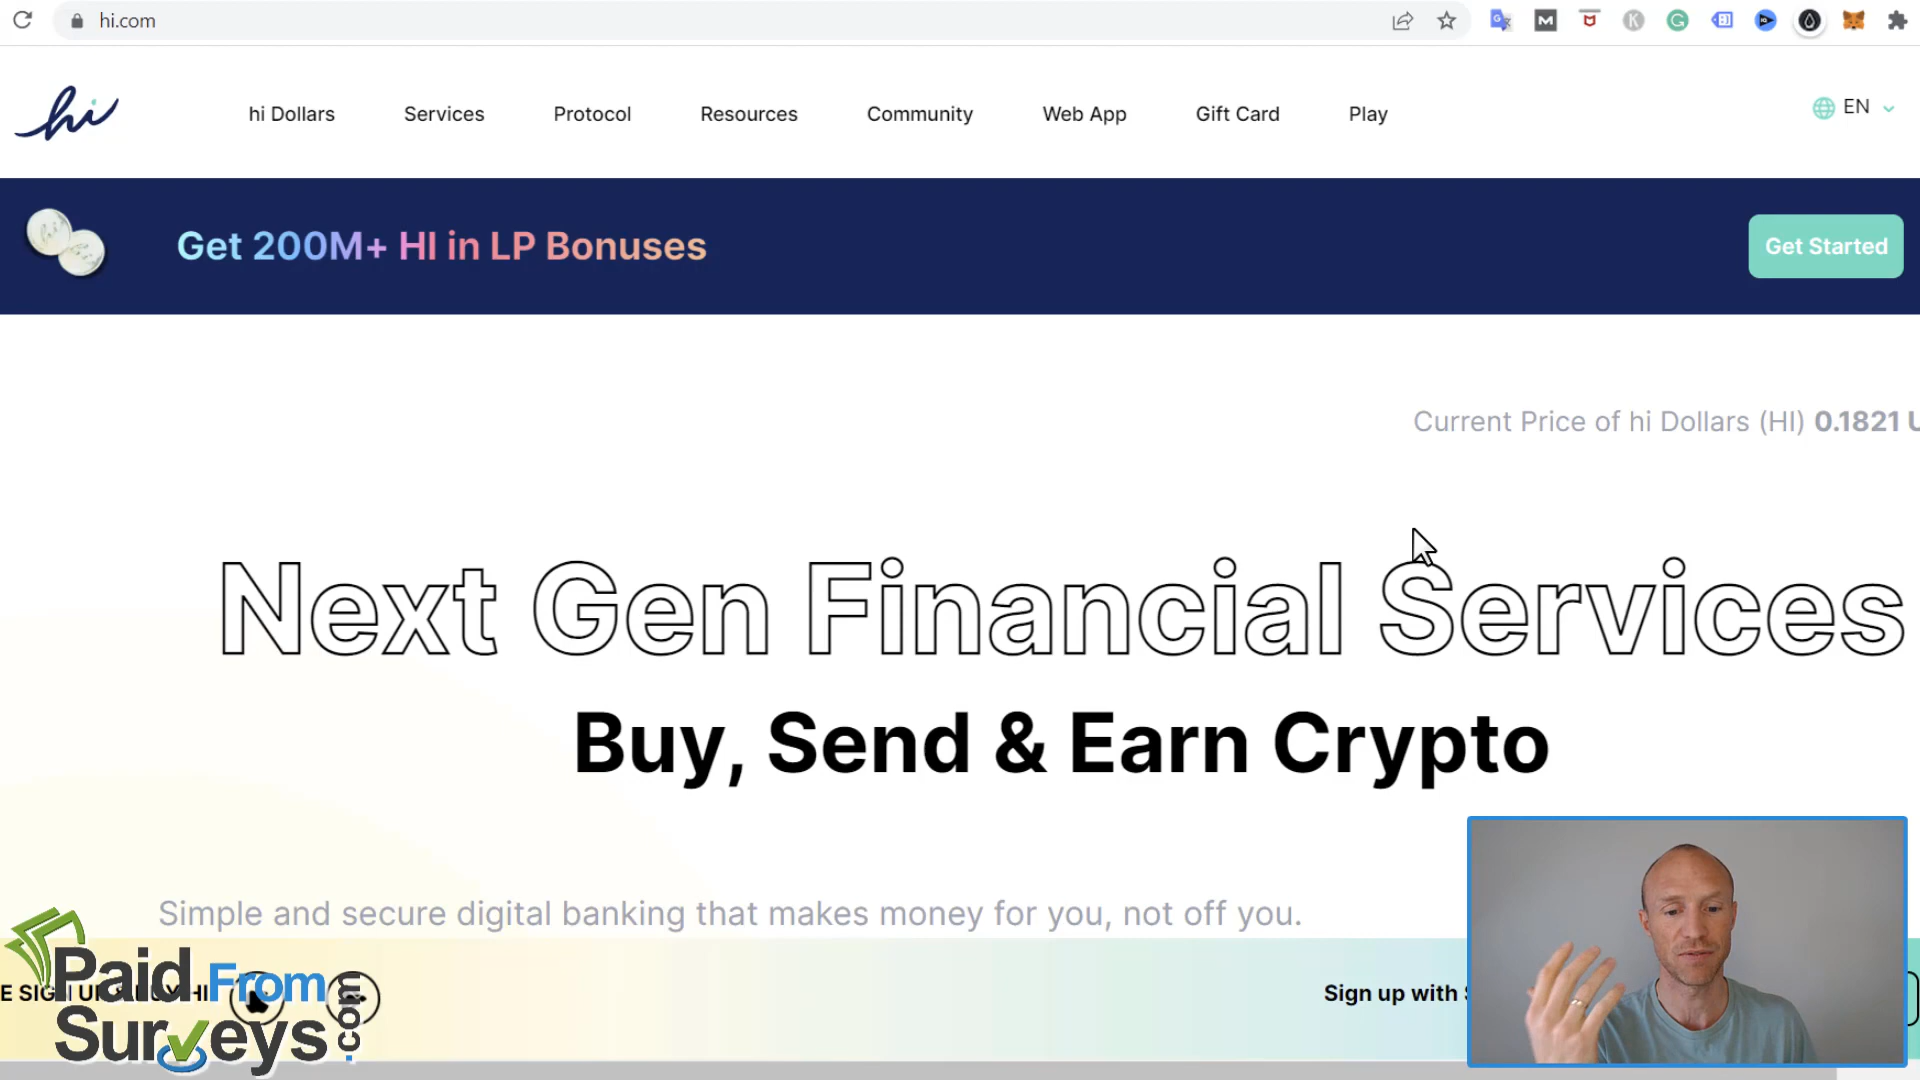 hi.com
hi
hi Dollars
Services
Protocol
Resources
Community
Web App
Gift Card
Play
EN
Get 200M+ HI in LP Bonuses
Get Started
Current Price of hi Dollars (HI) 0.1821 U
Next Gen Financial Services
Buy, Send & Earn Crypto
Simple and secure digital banking that makes money for you, not off you.
Sign up with
Paid From
Surveys
.com